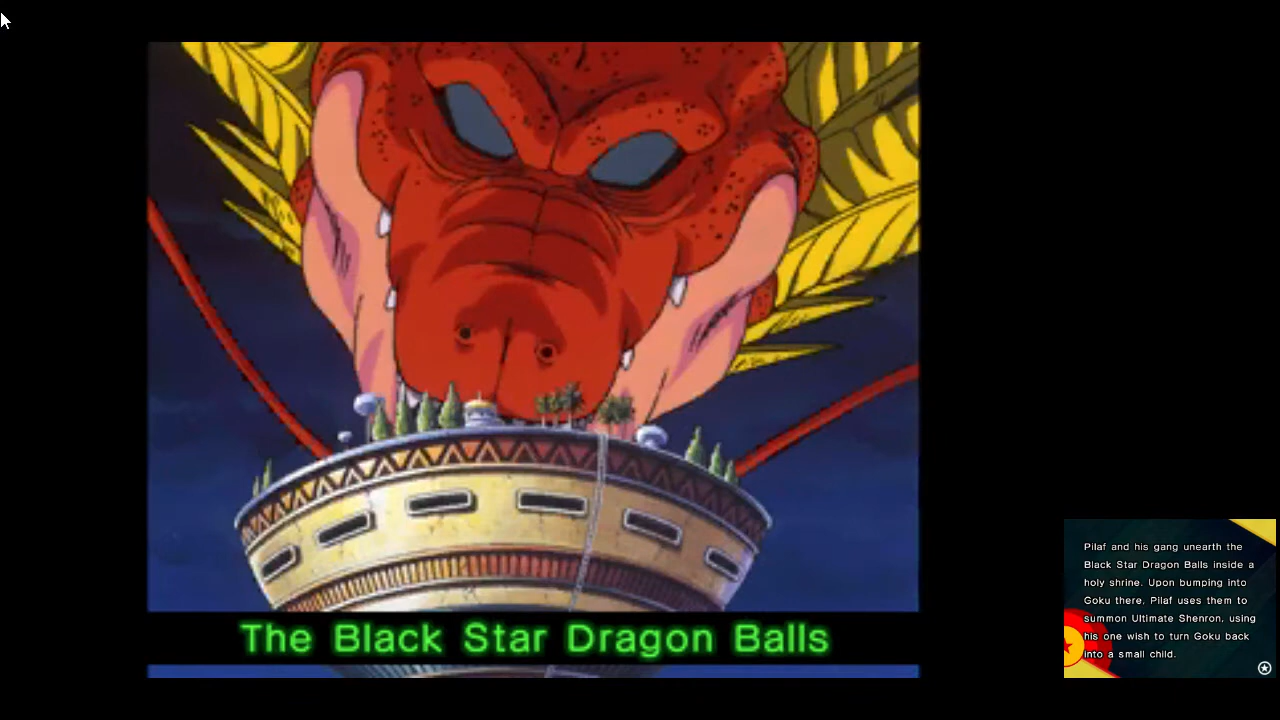 The Black Star Dragon Balls
Pilaf and his gang unearth the
Black Star Dragon Balls inside a
holy shrine. Upon bumping into
Goku there, Pilaf uses them to
summon Ultimate Shenron, using
his one wish to turn Goku back
into a small child.